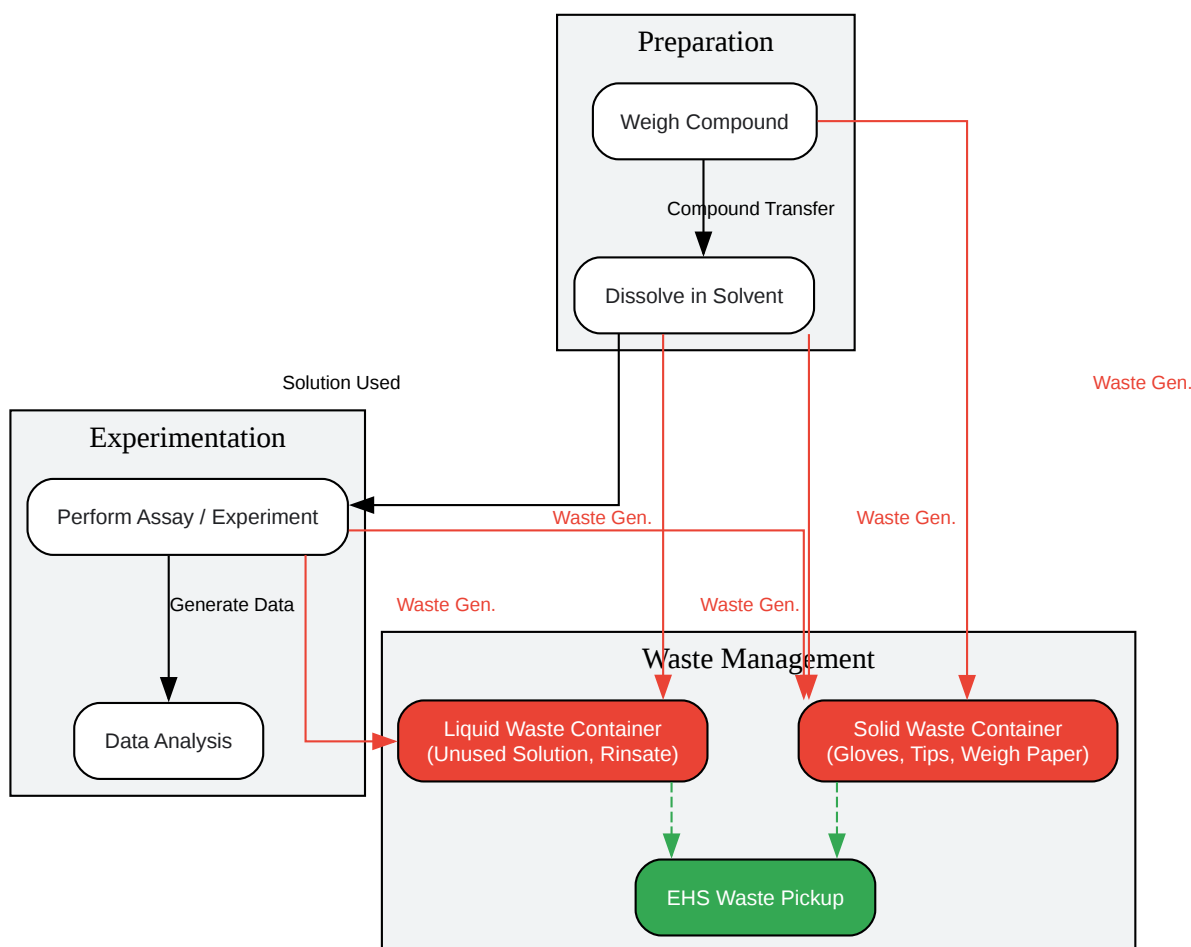 Preparation
Weigh Compound
Compound Transfer
Dissolve in Solvent
Solution Used
Waste Gen.
Experimentation
Perform Assay / Experiment
Waste Gen.
Waste Gen.
Generate Data
Waste Gen.
Waste Gen.
Waste Management
Liquid Waste Container
(Unused Solution, Rinsate)
Solid Waste Container
(Gloves, Tips, Weigh Paper)
Data Analysis
EHS Waste Pickup